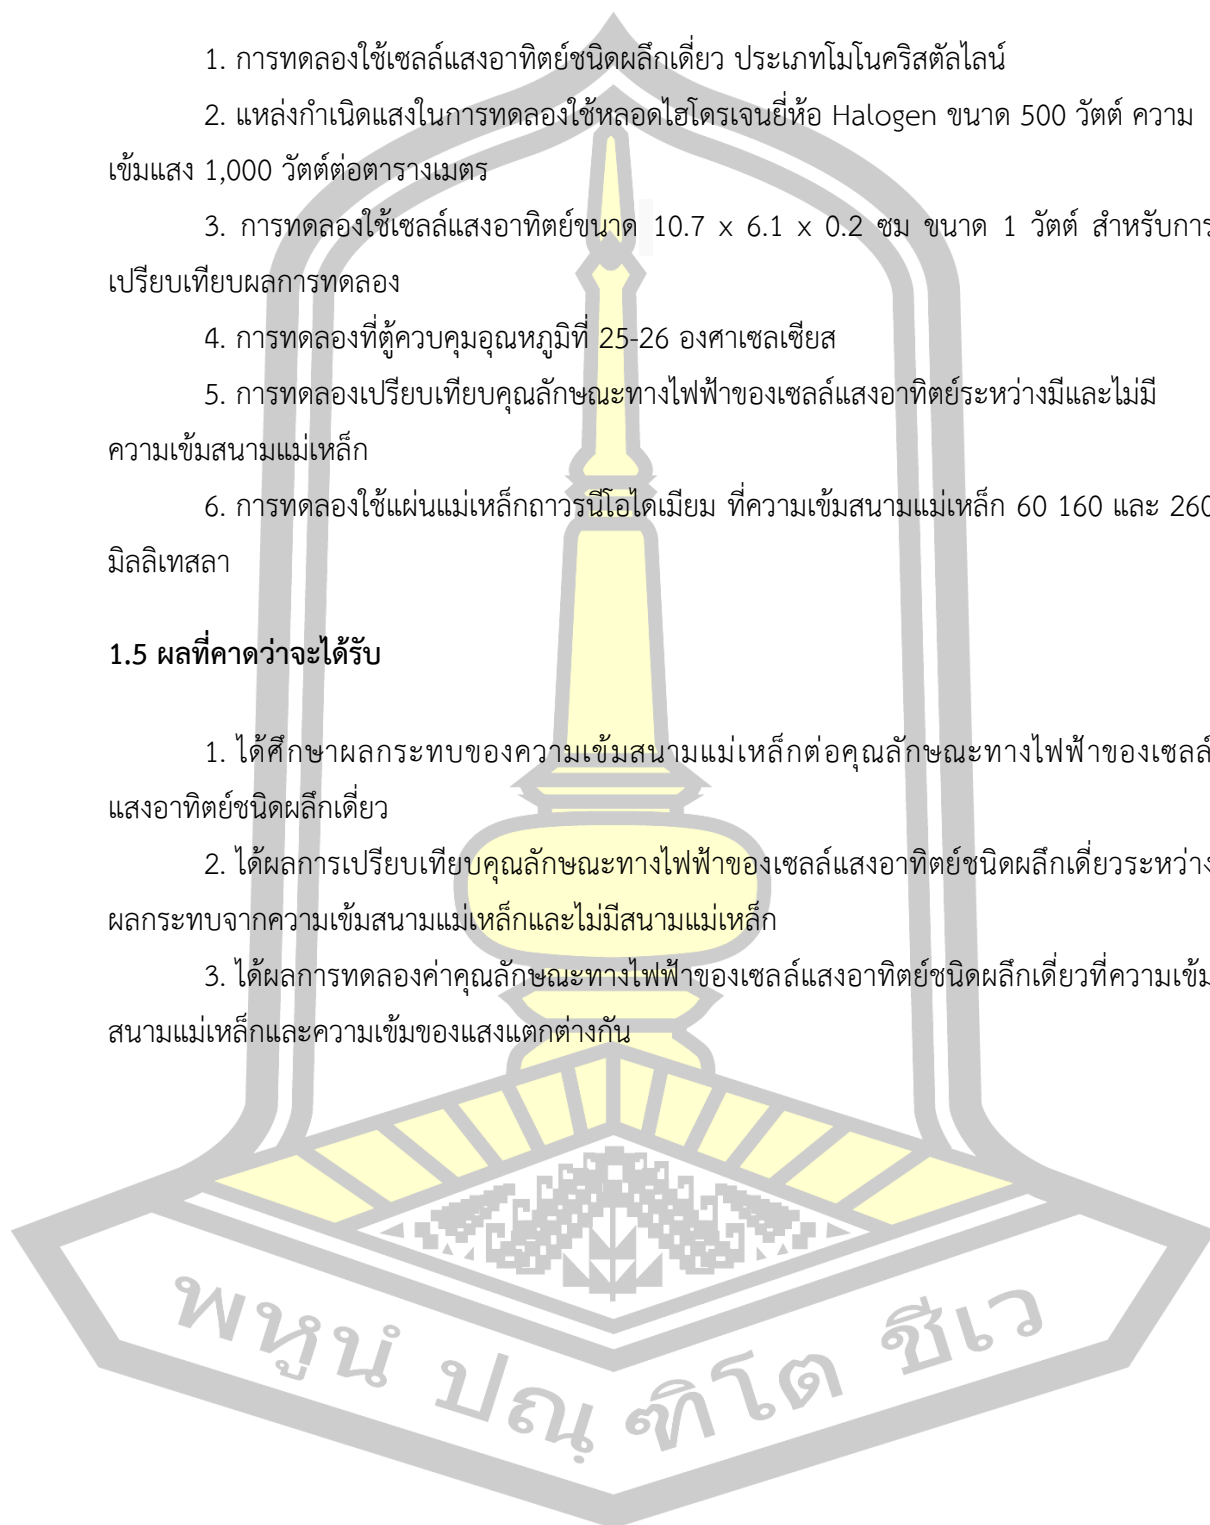 1. การทดลองใช้เซลล์แสงอาทิตย์ชนิดผลึกเดี่ยว ประเภทโมโนคริสตัลไลน์
2. แหล่งกำเนิดแสงในการทดลองใช้หลอดไฮโดรเจนยี่ห้อ Halogen ขนาด 500 วัตต์ ความ
เข้มแสง 1,000 วัตต์ต่อตารางเมตร
3. การทดลองใช้เซลล์แสงอาทิตย์ขนาด 10.7 x 6.1 x 0.2 ซม ขนาด 1 วัตต์ สำหรับการ
เปรียบเทียบผลการทดลอง
4. การทดลองที่ตู้ควบคุมอุณหภูมิที่ 25-26 องศาเซลเซียส
5. การทดลองเปรียบเทียบคุณลักษณะทางไฟฟ้าของเซลล์แสงอาทิตย์ระหว่างมีและไม่มี
ความเข้มสนามแม่เหล็ก
6. การทดลองใช้แผ่นแม่เหล็กถาวรนีโอไดเมียม ที่ความเข้มสนามแม่เหล็ก 60 160 และ 260
มิลลิเทสลา
1.5 ผลที่คาดว่าจะได้รับ
1. ได้ศึกษาผลกระทบของความเข้มสนามแม่เหล็กต่อคุณลักษณะทางไฟฟ้าของเซลล์
แสงอาทิตย์ชนิดผลึกเดี่ยว
2. ได้ผลการเปรียบเทียบคุณลักษณะทางไฟฟ้าของเซลล์แสงอาทิตย์ชนิดผลึกเดี่ยวระหว่าง
ผลกระทบจากความเข้มสนามแม่เหล็กและไม่มีสนามแม่เหล็ก
3. ได้ผลการทดลองค่าคุณลักษณะทางไฟฟ้าของเซลล์แสงอาทิตย์ชนิดผลึกเดี่ยวที่ความเข้ม
สนามแม่เหล็กและความเข้มของแสงแตกต่างกัน
พหูนํ ปณฺฑิโต ชีเว